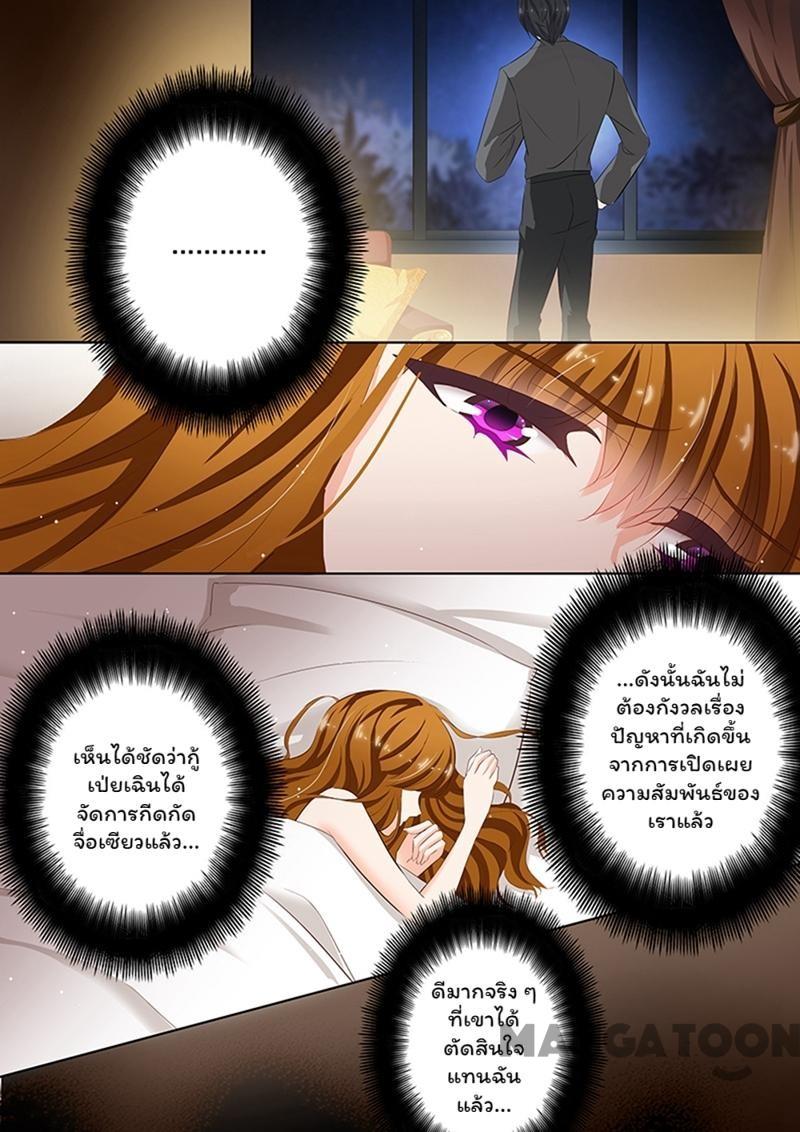 ............
เห็นได้ชัดว่ากู้
เป่ยเฉินได้
จัดการกีดกัด
จื่อเซียวแล้ว...
...ดังนั้นฉันไม่
ต้องกังวลเรื่อง
ปัญหาที่เกิดขึ้น
จากการเปิดเผย
ความสัมพันธ์ของ
เราแล้ว
ดีมากจริง ๆ
ที่เขาได้
ตัดสินใจ
แทนฉัน
แล้ว...
MANGATOON